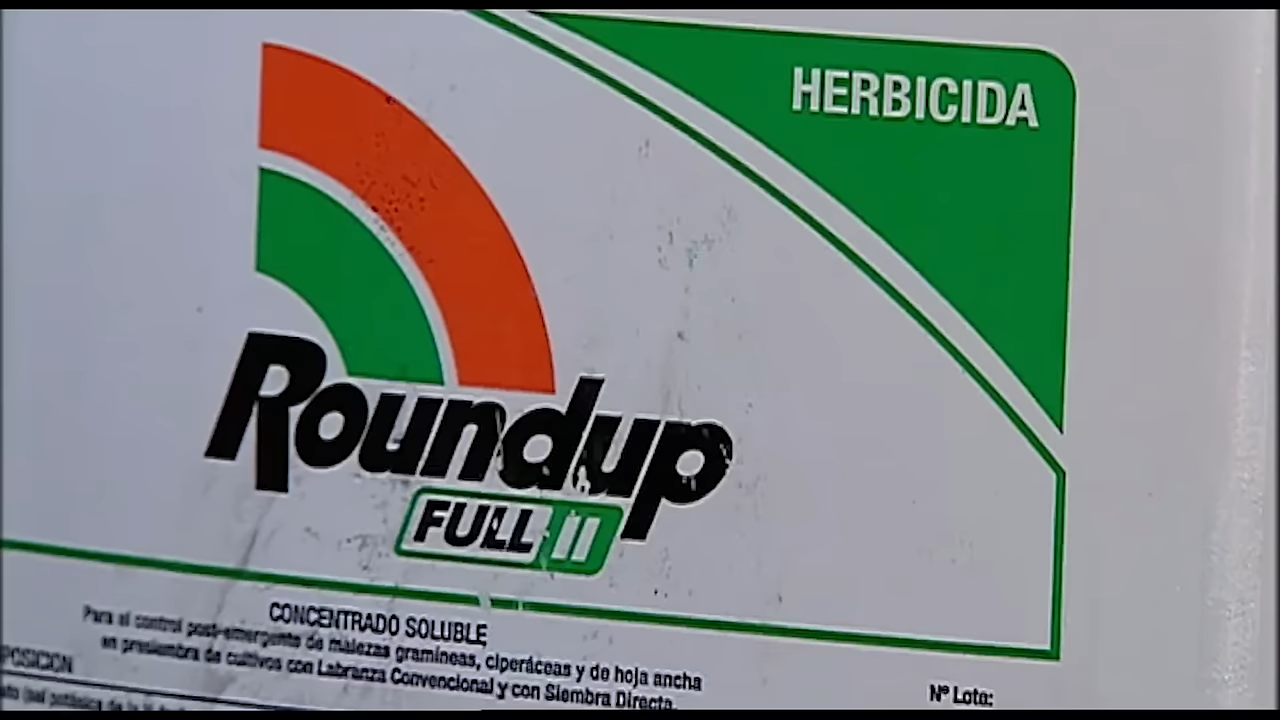 HERBICIDA
Roundup
FULL II
CONCENTRADO SOLUBLE
Para el control post-emergente de malezas gramíneas, ciperáceas y de hoja ancha
en presiembra de cultivos con Labranza Convencional y con Siembra Directa.
POSICION
Nº Lote: